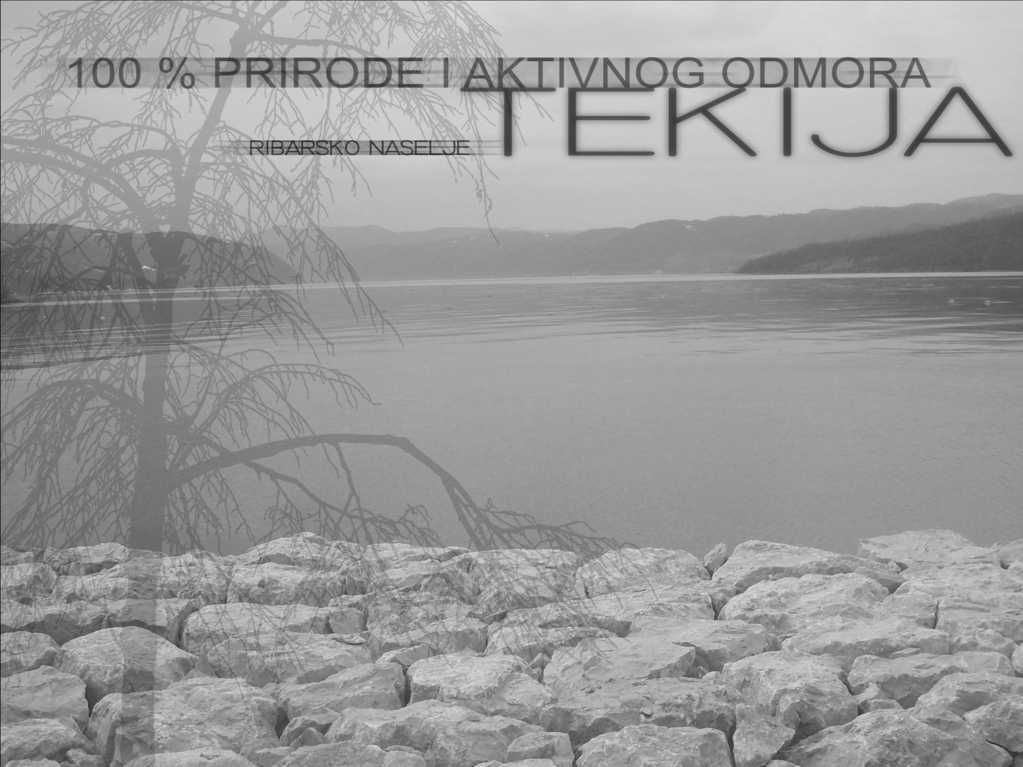 100 % PRIRODE I AKTIVNOG ODMORA
TEKIJA
RIBARSKO NASELJE